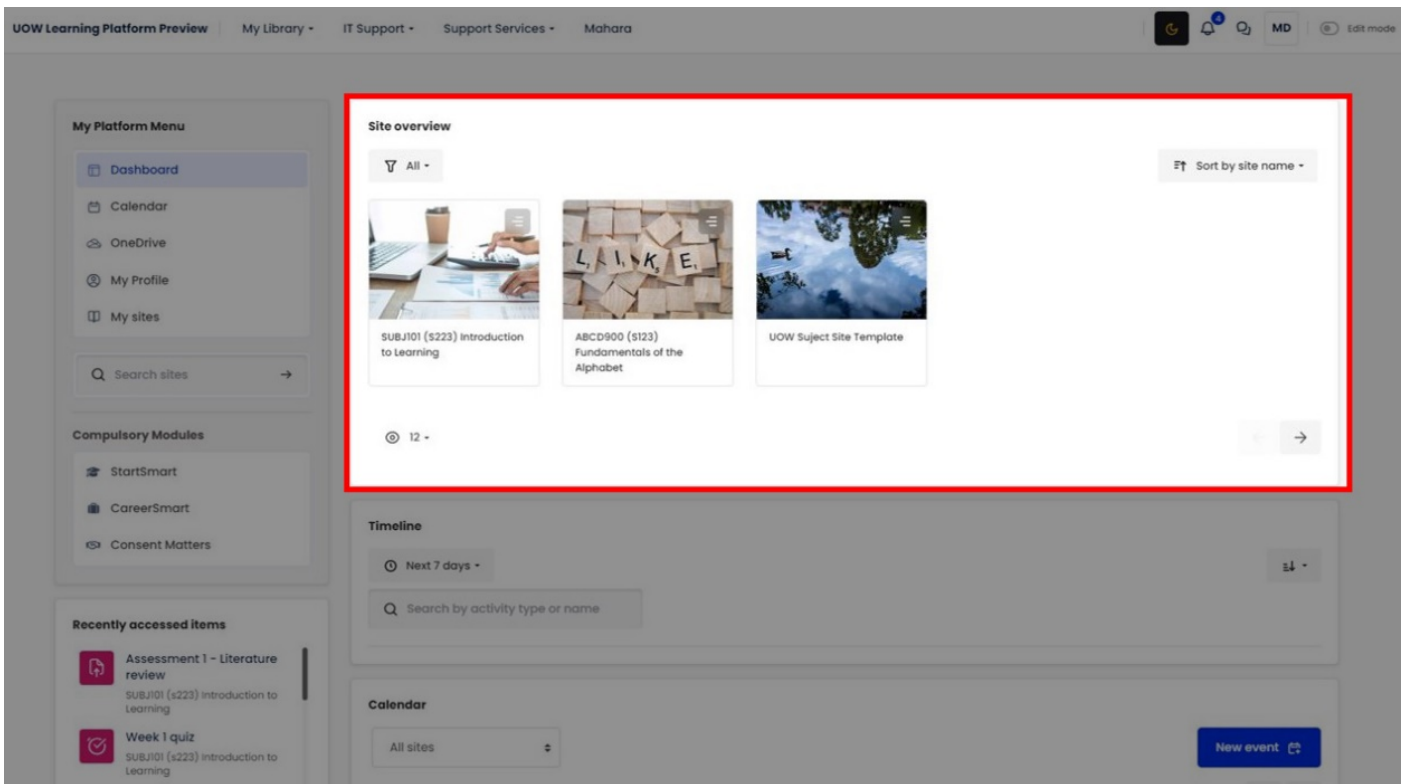 UOW Learning Platform Preview My Library IT Support Support Services Mahara 4 MD Edit mode
My Platform Menu
Dashboard
Calendar
OneDrive
My Profile
My sites
Search sites
Compulsory Modules
StartSmart
CareerSmart
Consent Matters
Recently accessed items
Assessment 1 - Literature
review
SUBJ101 (s223) Introduction to
Learning
Week 1 quiz
SUBJ101 (s223) Introduction to
Learning
Site overview
All Sort by site name
L I K E
SUBJ101 (S223) Introduction
to Learning
ABCD900 (S123)
Fundamentals of the
Alphabet
UOW Suject Site Template
12
Timeline
Next 7 days
Search by activity type or name
Calendar
All sites New event